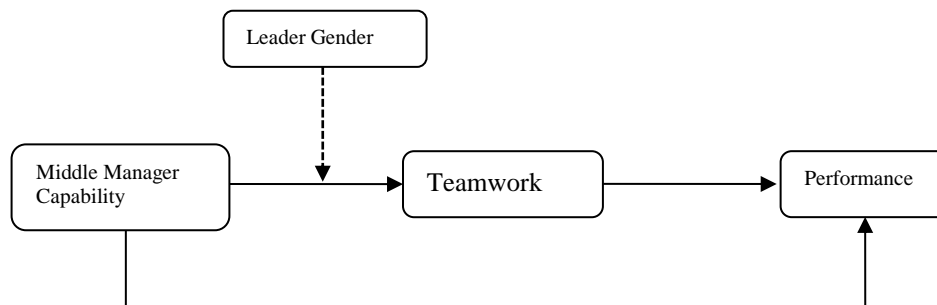 Leader Gender
Middle Manager
Capability
Teamwork
Performance